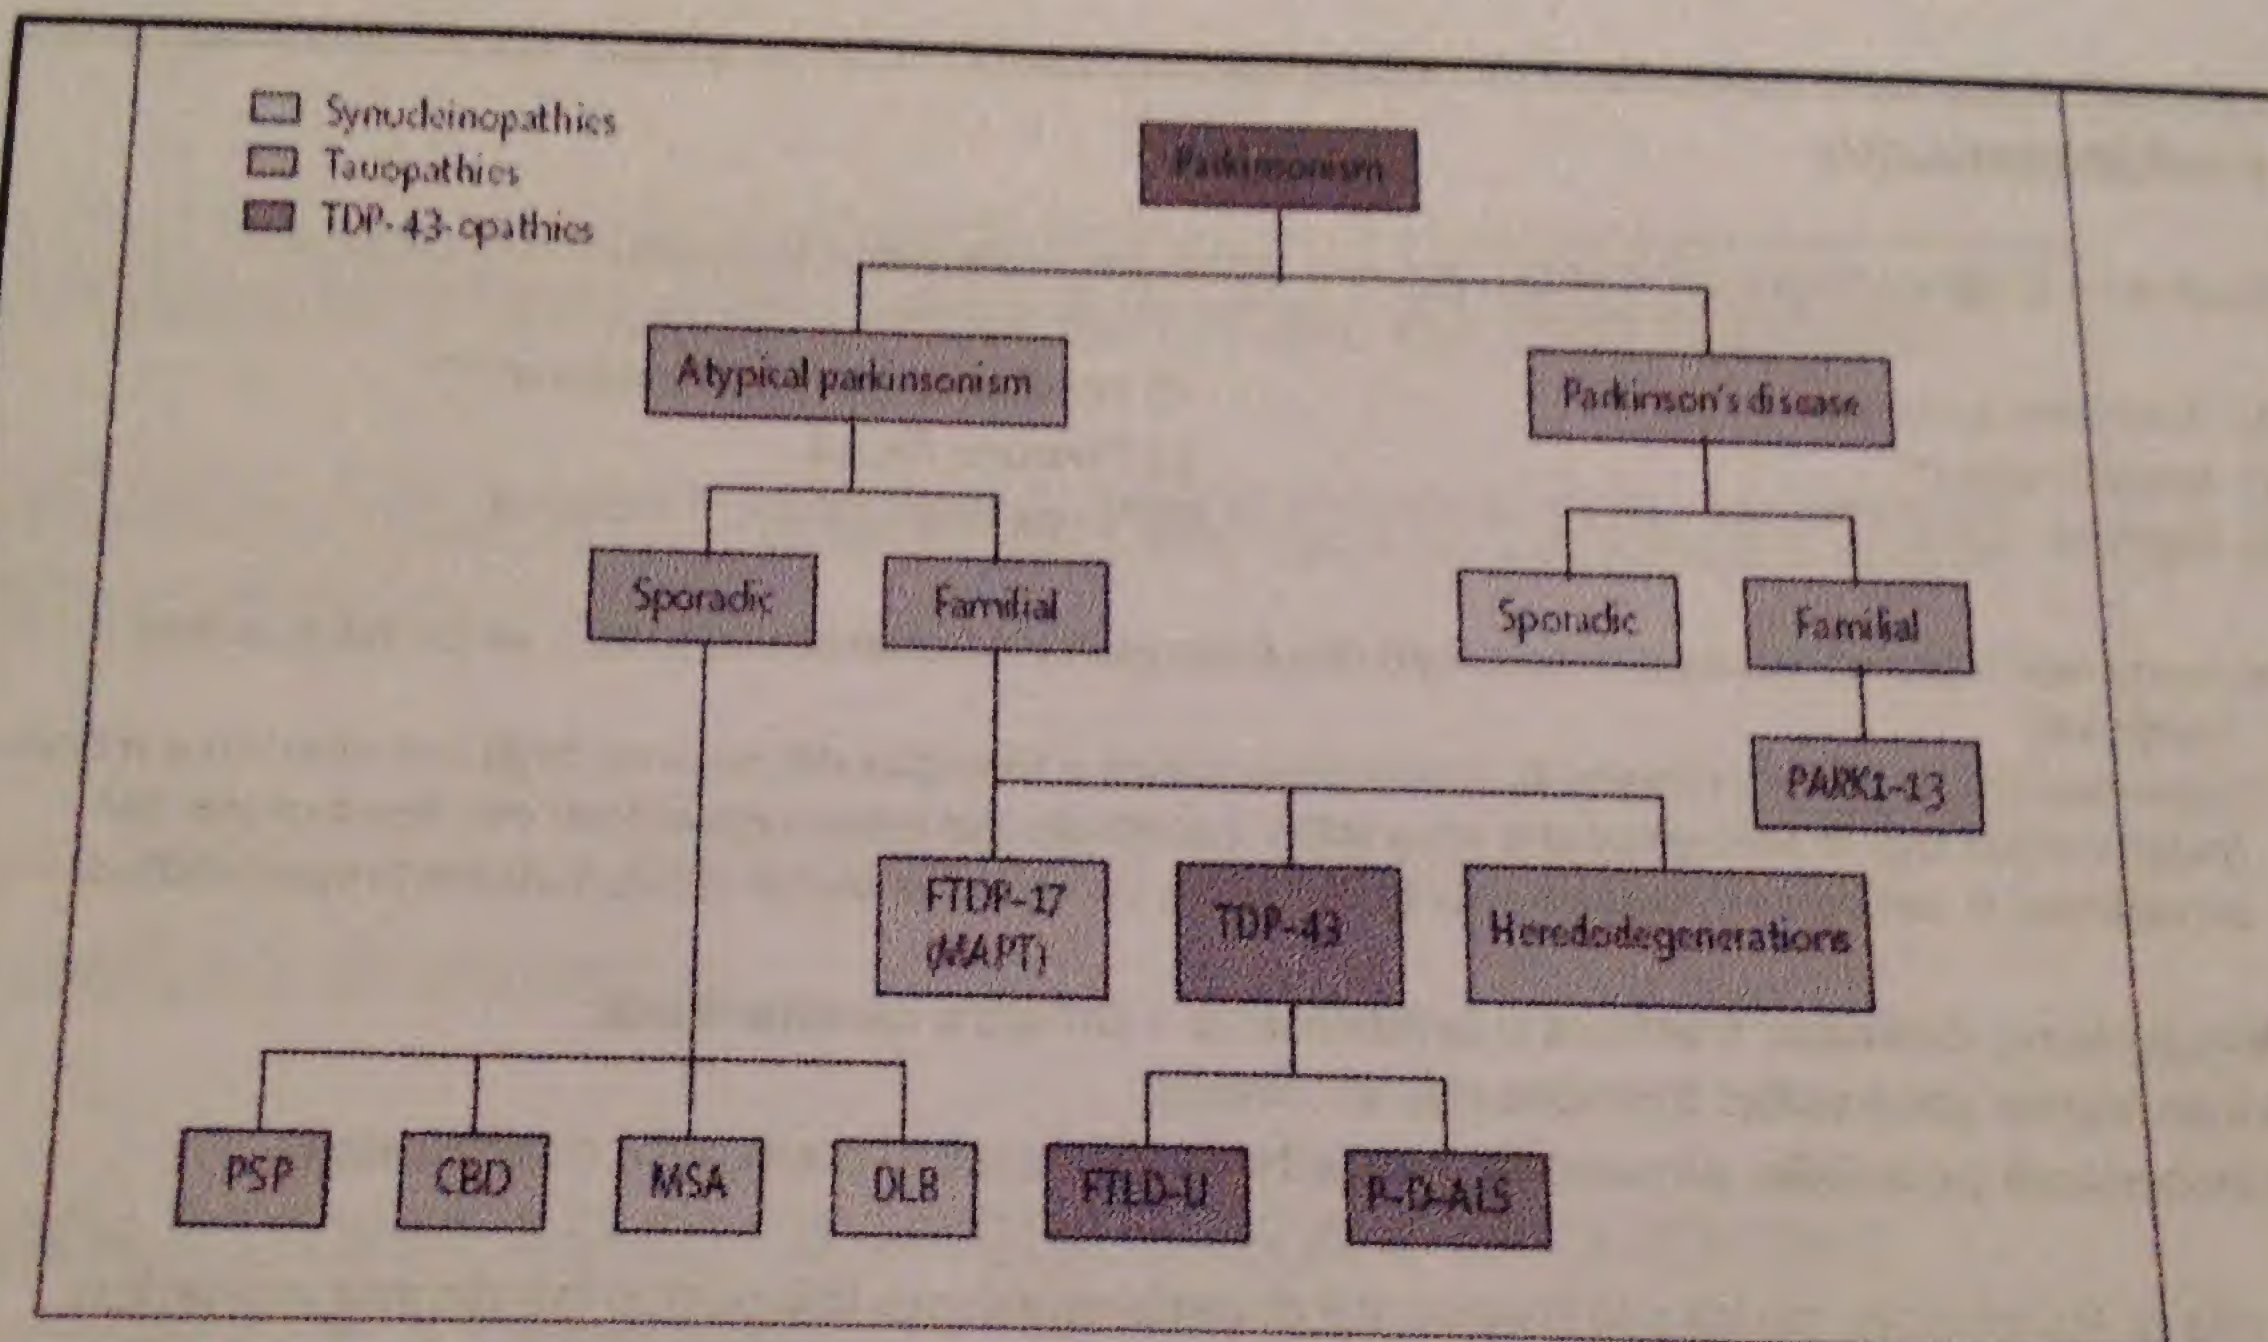 Synucleinopathies
Tauopathies
TDP-43-opathies
Parkinsonism
Atypical parkinsonism
Parkinson's disease
Sporadic
Familial
Sporadic
Familial
PARK1-13
FTDP-17
(MAPT)
TDP-43
Heredodegenerations
PSP
CBD
MSA
DLB
FTLD-U
P-D-ALS